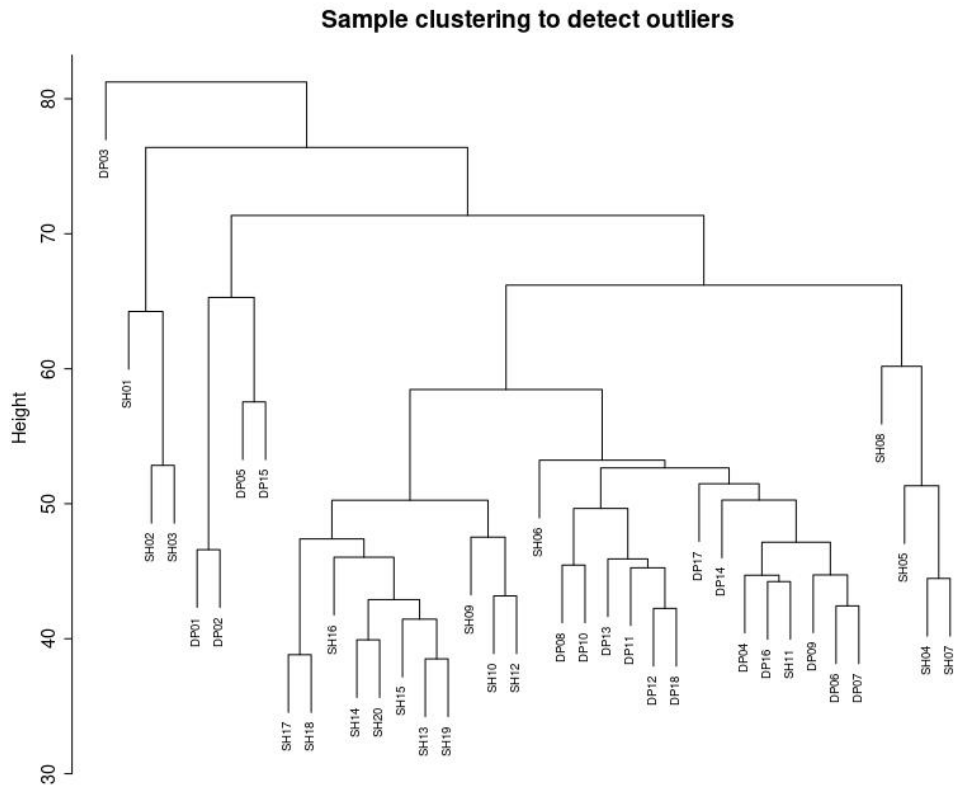 Sample clustering to detect outliers
Height
80
70
60
50
40
30
DP03
SH01
SH02
SH03
DP01
DP02
DP05
DP15
SH17
SH18
SH16
SH14
SH20
SH15
SH13
SH19
SH09
SH10
SH12
SH06
DP08
DP10
DP13
DP11
DP12
DP18
DP17
DP14
DP04
DP16
SH11
DP09
DP06
DP07
SH08
SH05
SH04
SH07